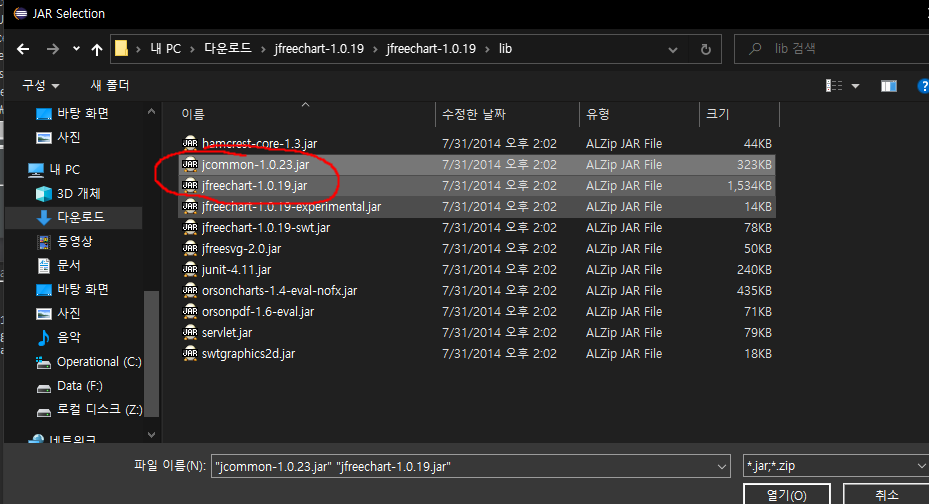 JAR Selection
내 PC > 다운로드 > jfreechart-1.0.19 > jfreechart-1.0.19 > lib
lib 검색
구성 새 폴더
이름 수정한 날짜 유형 크기
바탕 화면
사진
내 PC
3D 개체
다운로드
동영상
문서
바탕 화면
사진
음악
Operational (C:)
Data (F:)
로컬 디스크 (Z:)
네트워크
hamcrest-core-1.3.jar 7/31/2014 오후 2:02 ALZip JAR File 44KB
JAR jcommon-1.0.23.jar 7/31/2014 오후 2:02 ALZip JAR File 323KB
JAR jfreechart-1.0.19.jar 7/31/2014 오후 2:02 ALZip JAR File 1,534KB
JAR jfreechart-1.0.19-experimental.jar 7/31/2014 오후 2:02 ALZip JAR File 14KB
JAR jfreechart-1.0.19-swt.jar 7/31/2014 오후 2:02 ALZip JAR File 78KB
JAR jfreesvg-2.0.jar 7/31/2014 오후 2:02 ALZip JAR File 50KB
JAR junit-4.11.jar 7/31/2014 오후 2:02 ALZip JAR File 240KB
JAR orsoncharts-1.4-eval-nofx.jar 7/31/2014 오후 2:02 ALZip JAR File 435KB
JAR orsonpdf-1.6-eval.jar 7/31/2014 오후 2:02 ALZip JAR File 71KB
JAR servlet.jar 7/31/2014 오후 2:02 ALZip JAR File 79KB
JAR swtgraphics2d.jar 7/31/2014 오후 2:02 ALZip JAR File 18KB
파일 이름(N): "jcommon-1.0.23.jar" "jfreechart-1.0.19.jar" *.jar;*.zip
열기(O) 취소